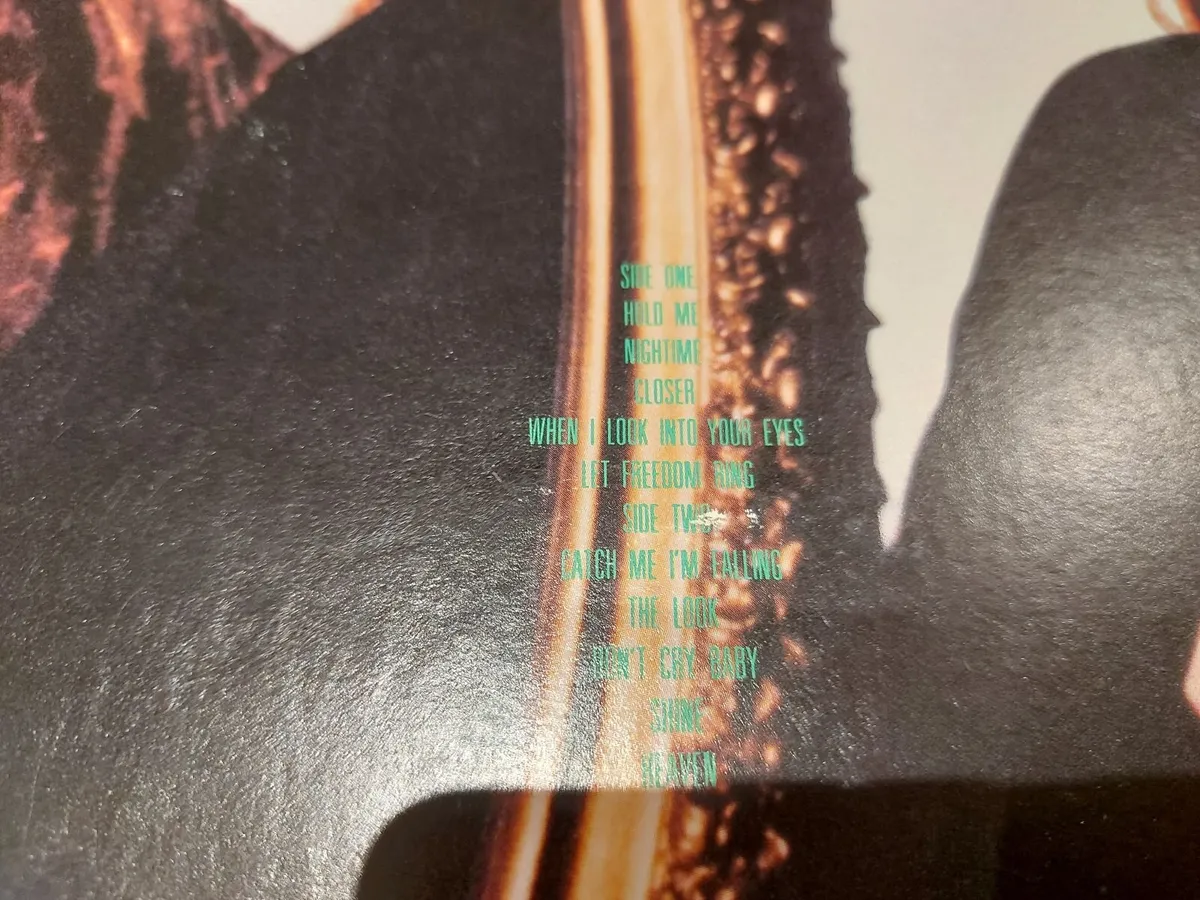 SIDE ONE
HOLD ME
NIGHTIME
CLOSER
WHEN I LOOK INTO YOUR EYES
LET FREEDOM RING
SIDE TWO
CATCH ME I'M FALLING
THE LOOK
DON'T CRY BABY
SHINE
HEAVEN